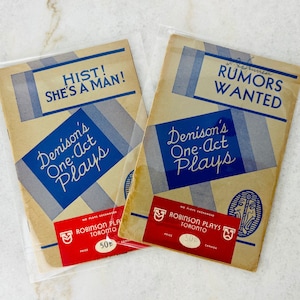 HIST!
SHE'S A MAN!
Denison's
One-Act
Plays
ROBINSON PLAYS
TORONTO
50¢
RUMORS
WANTED
Denison's
One-Act
Plays
ROBINSON PLAYS
TORONTO